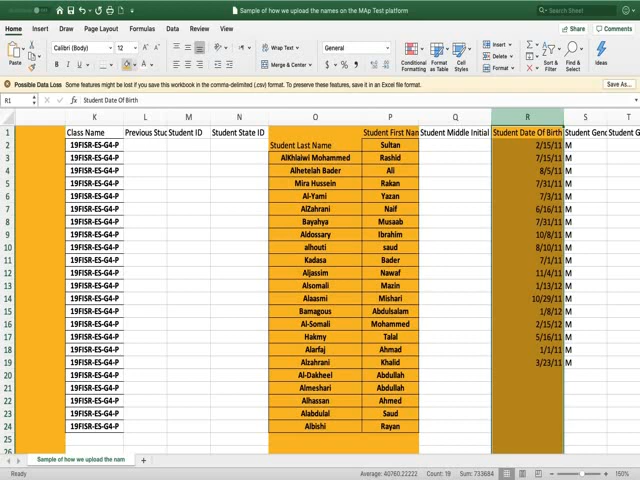 Sample of how we upload the names on the MAp Test platform
Search Sheet
Home Insert Draw Page Layout Formulas Data Review View Share Comments
Paste Calibri (Body) 12 Wrap Text General Insert
Merge & Center Conditional Formatting Format as Table Cell Styles Delete Format Sort & Filter Find & Select Ideas
Possible Data Loss Some features might be lost if you save this workbook in the comma-delimited (.csv) format. To preserve these features, save it in an Excel file format. Save As...
R1 fx Student Date Of Birth
K L M N O P Q R S T
1 Class Name Previous Stuc Student ID Student State ID Student First Nan Student Middle Initial Student Date Of Birth Student Genc Student G
2 19FISR-ES-G4-P Student Last Name Sultan 2/15/11 M
3 19FISR-ES-G4-P AlKhlaiwi Mohammed Rashid 7/15/11 M
4 19FISR-ES-G4-P Alhetelah Bader Ali 8/5/11 M
5 19FISR-ES-G4-P Mira Hussein Rakan 7/31/11 M
6 19FISR-ES-G4-P Al-Yami Yazan 7/3/11 M
7 19FISR-ES-G4-P AlZahrani Naif 6/16/11 M
8 19FISR-ES-G4-P Bayahya Musaab 7/31/11 M
9 19FISR-ES-G4-P Aldossary Ibrahim 10/8/11 M
10 19FISR-ES-G4-P alhouti saud 8/10/11 M
11 19FISR-ES-G4-P Kadasa Bader 7/1/11 M
12 19FISR-ES-G4-P Aljassim Nawaf 11/4/11 M
13 19FISR-ES-G4-P Alsomali Mazin 1/13/12 M
14 19FISR-ES-G4-P Alaasmi Mishari 10/29/11 M
15 19FISR-ES-G4-P Bamagous Abdulsalam 1/8/12 M
16 19FISR-ES-G4-P Al-Somali Mohammed 2/15/12 M
17 19FISR-ES-G4-P Hakmy Talal 5/16/11 M
18 19FISR-ES-G4-P Alarfaj Ahmad 1/1/11 M
19 19FISR-ES-G4-P Alzahrani Khalid 3/23/11 M
20 19FISR-ES-G4-P Al-Dakheel Abdullah
21 19FISR-ES-G4-P Almeshari Abdullah
22 19FISR-ES-G4-P Alhassan Ahmed
23 19FISR-ES-G4-P Alabdulal Saud
24 19FISR-ES-G4-P Albishi Rayan
25
26
Sample of how we upload the nam +
Ready Average: 40760.22222 Count: 19 Sum: 733684 150%